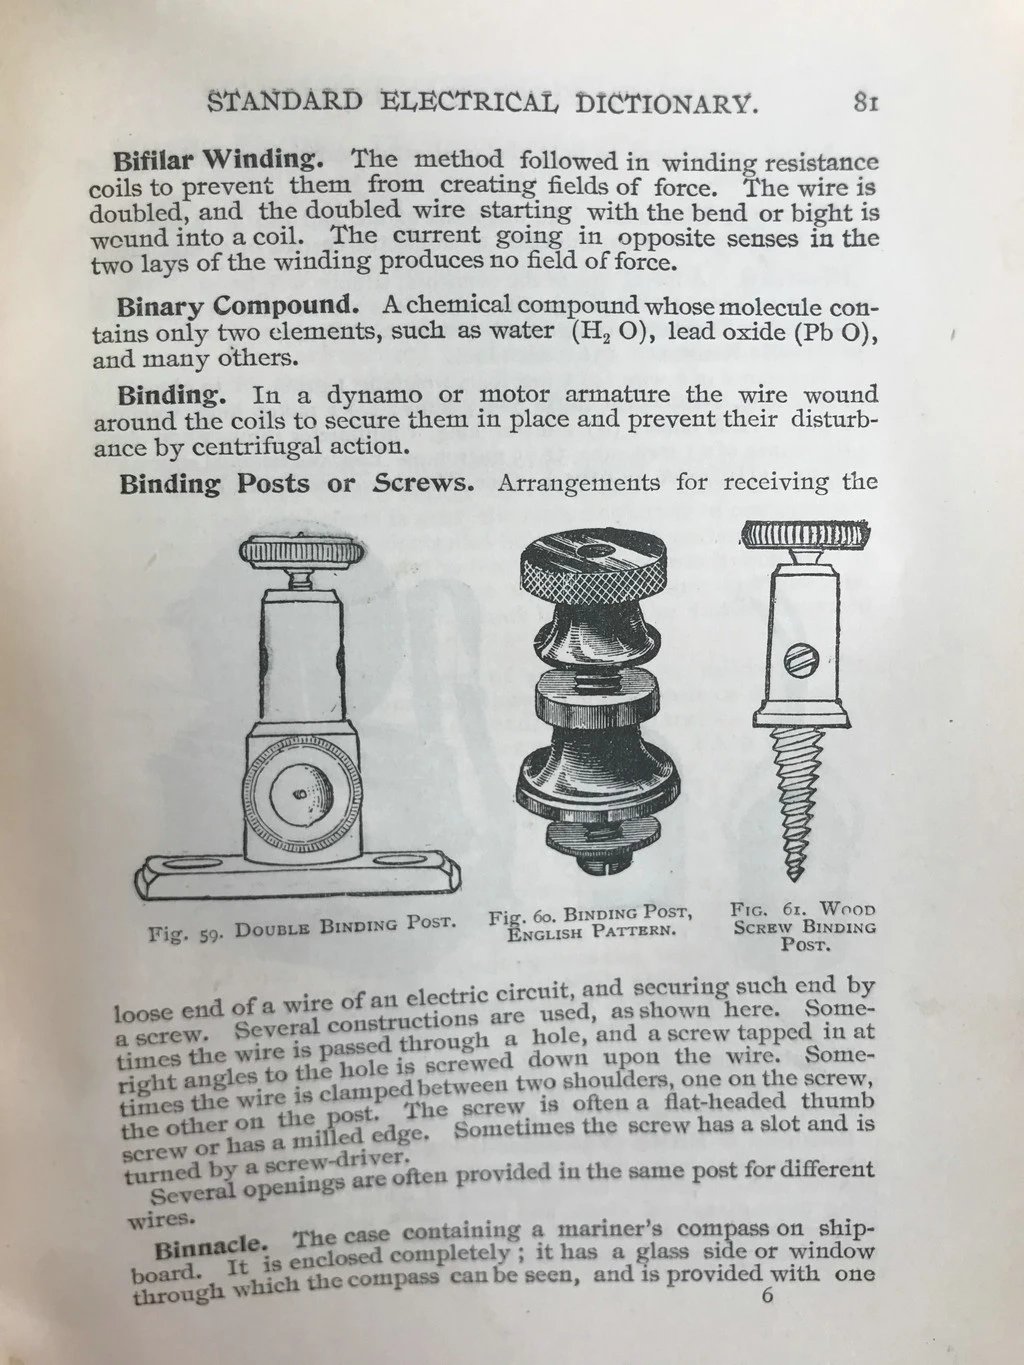 STANDARD ELECTRICAL DICTIONARY. 81
Bifilar Winding. The method followed in winding resistance
coils to prevent them from creating fields of force. The wire is
doubled, and the doubled wire starting with the bend or bight is
wound into a coil. The current going in opposite senses in the
two lays of the winding produces no field of force.
Binary Compound. A chemical compound whose molecule con-
tains only two elements, such as water (H₂ O), lead oxide (Pb O),
and many others.
Binding. In a dynamo or motor armature the wire wound
around the coils to secure them in place and prevent their disturb-
ance by centrifugal action.
Binding Posts or Screws. Arrangements for receiving the
Fig. 59. DOUBLE BINDING POST.
Fig. 60. BINDING POST,
ENGLISH PATTERN.
FIG. 61. WOOD
SCREW BINDING
POST.
loose end of a wire of an electric circuit, and securing such end by
a screw. Several constructions are used, as shown here. Some-
times the wire is passed through a hole, and a screw tapped in at
right angles to the hole is screwed down upon the wire. Some-
times the wire is clamped between two shoulders, one on the screw,
the other on the post. The screw is often a flat-headed thumb
screw or has a milled edge. Sometimes the screw has a slot and is
turned by a screw-driver.
Several openings are often provided in the same post for different
wires.
Binnacle. The case containing a mariner's compass on ship-
board. It is enclosed completely; it has a glass side or window
through which the compass can be seen, and is provided with one
6